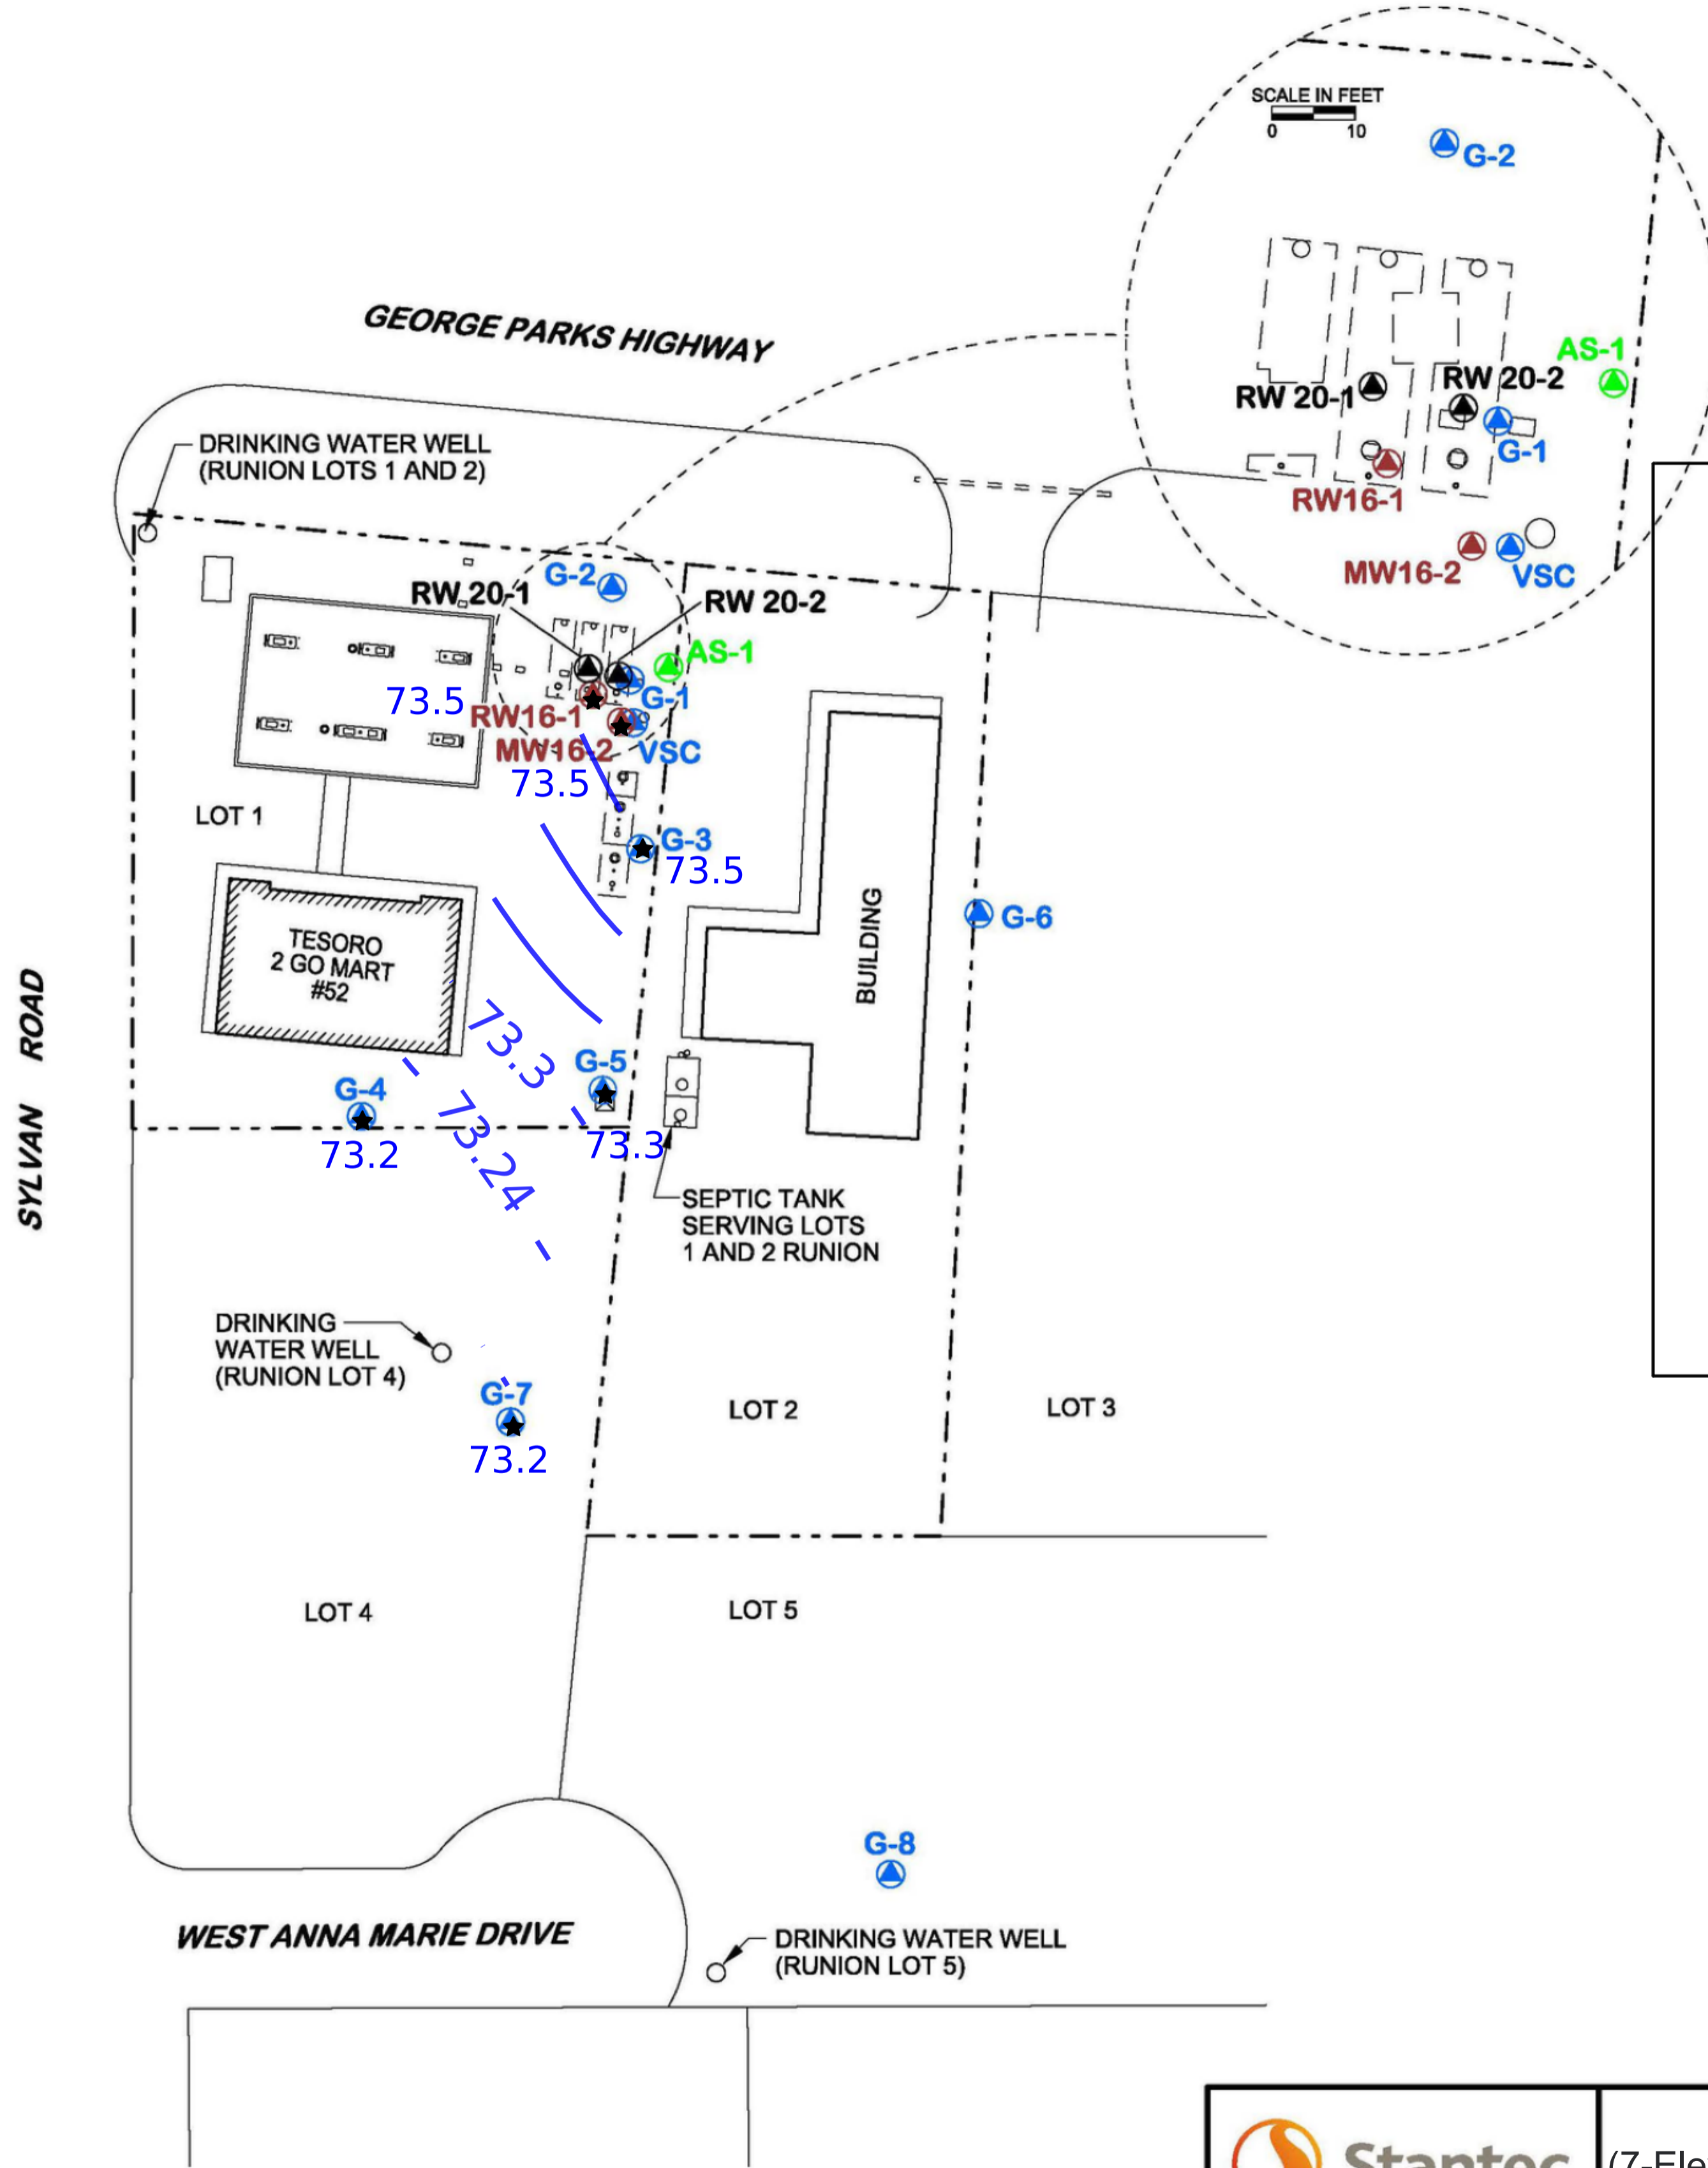 SCALE IN FEET
0 10
G-2
AS-1
RW 20-1
RW 20-2
G-1
RW16-1
MW16-2
VSC
GEORGE PARKS HIGHWAY
DRINKING WATER WELL
(RUNION LOTS 1 AND 2)
G-2
RW 20-1
RW 20-2
AS-1
G-1
73.5
RW16-1
MW16-2
VSC
73.5
LOT 1
G-3
73.5
TESORO
2 GO MART
#52
BUILDING
G-6
SYLVAN ROAD
73.3
G-5
G-4
73.24
73.2
73.3
SEPTIC TANK
SERVING LOTS
1 AND 2 RUNION
DRINKING
WATER WELL
(RUNION LOT 4)
G-7
73.2
LOT 2
LOT 3
LOT 4
LOT 5
G-8
WEST ANNA MARIE DRIVE
DRINKING WATER WELL
(RUNION LOT 5)
Stantec